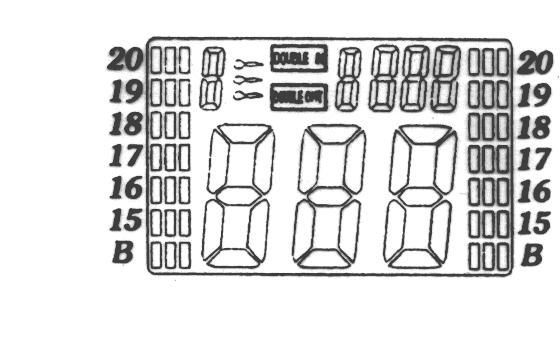 20 DOUBLE IN 20
19 DOUBLE OUT 19
18 18
17 17
16 16
15 15
B B